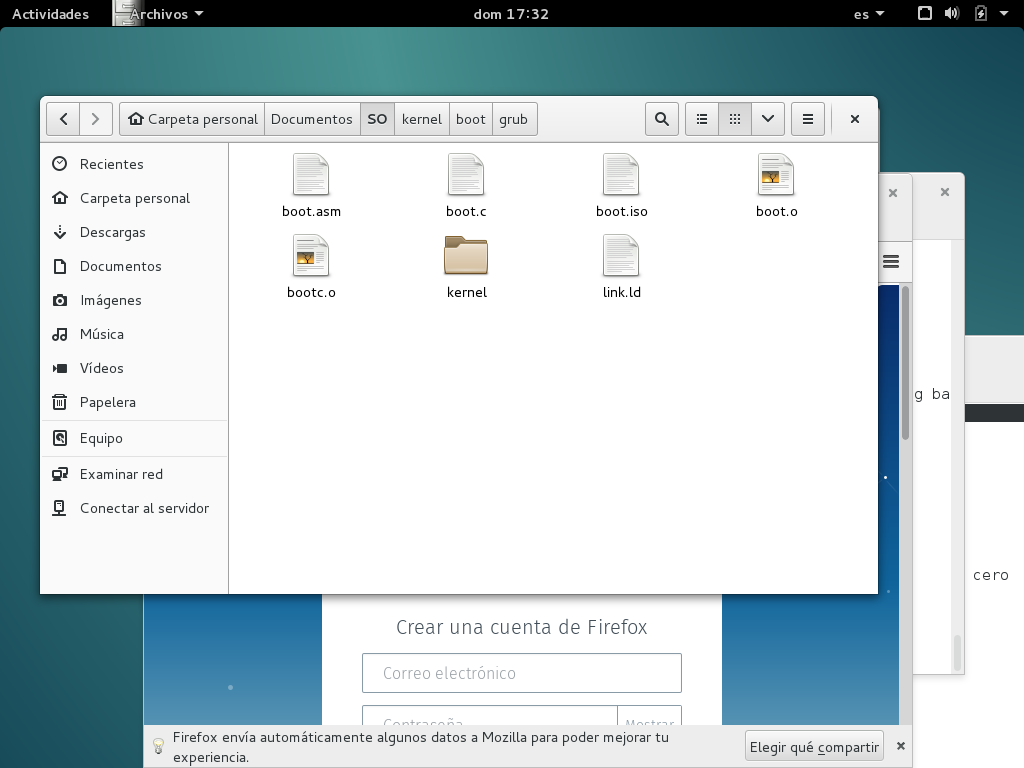 Actividades Archivos dom 17:32 es
Carpeta personal Documentos SO kernel boot grub
Recientes
Carpeta personal
Descargas
Documentos
Imágenes
Música
Vídeos
Papelera
Equipo
Examinar red
Conectar al servidor
boot.asm boot.c boot.iso boot.o
bootc.o kernel link.ld
g ba
cero
Crear una cuenta de Firefox
Correo electrónico
Contraseña Mostrar
Firefox envía automáticamente algunos datos a Mozilla para poder mejorar tu
experiencia.
Elegir qué compartir